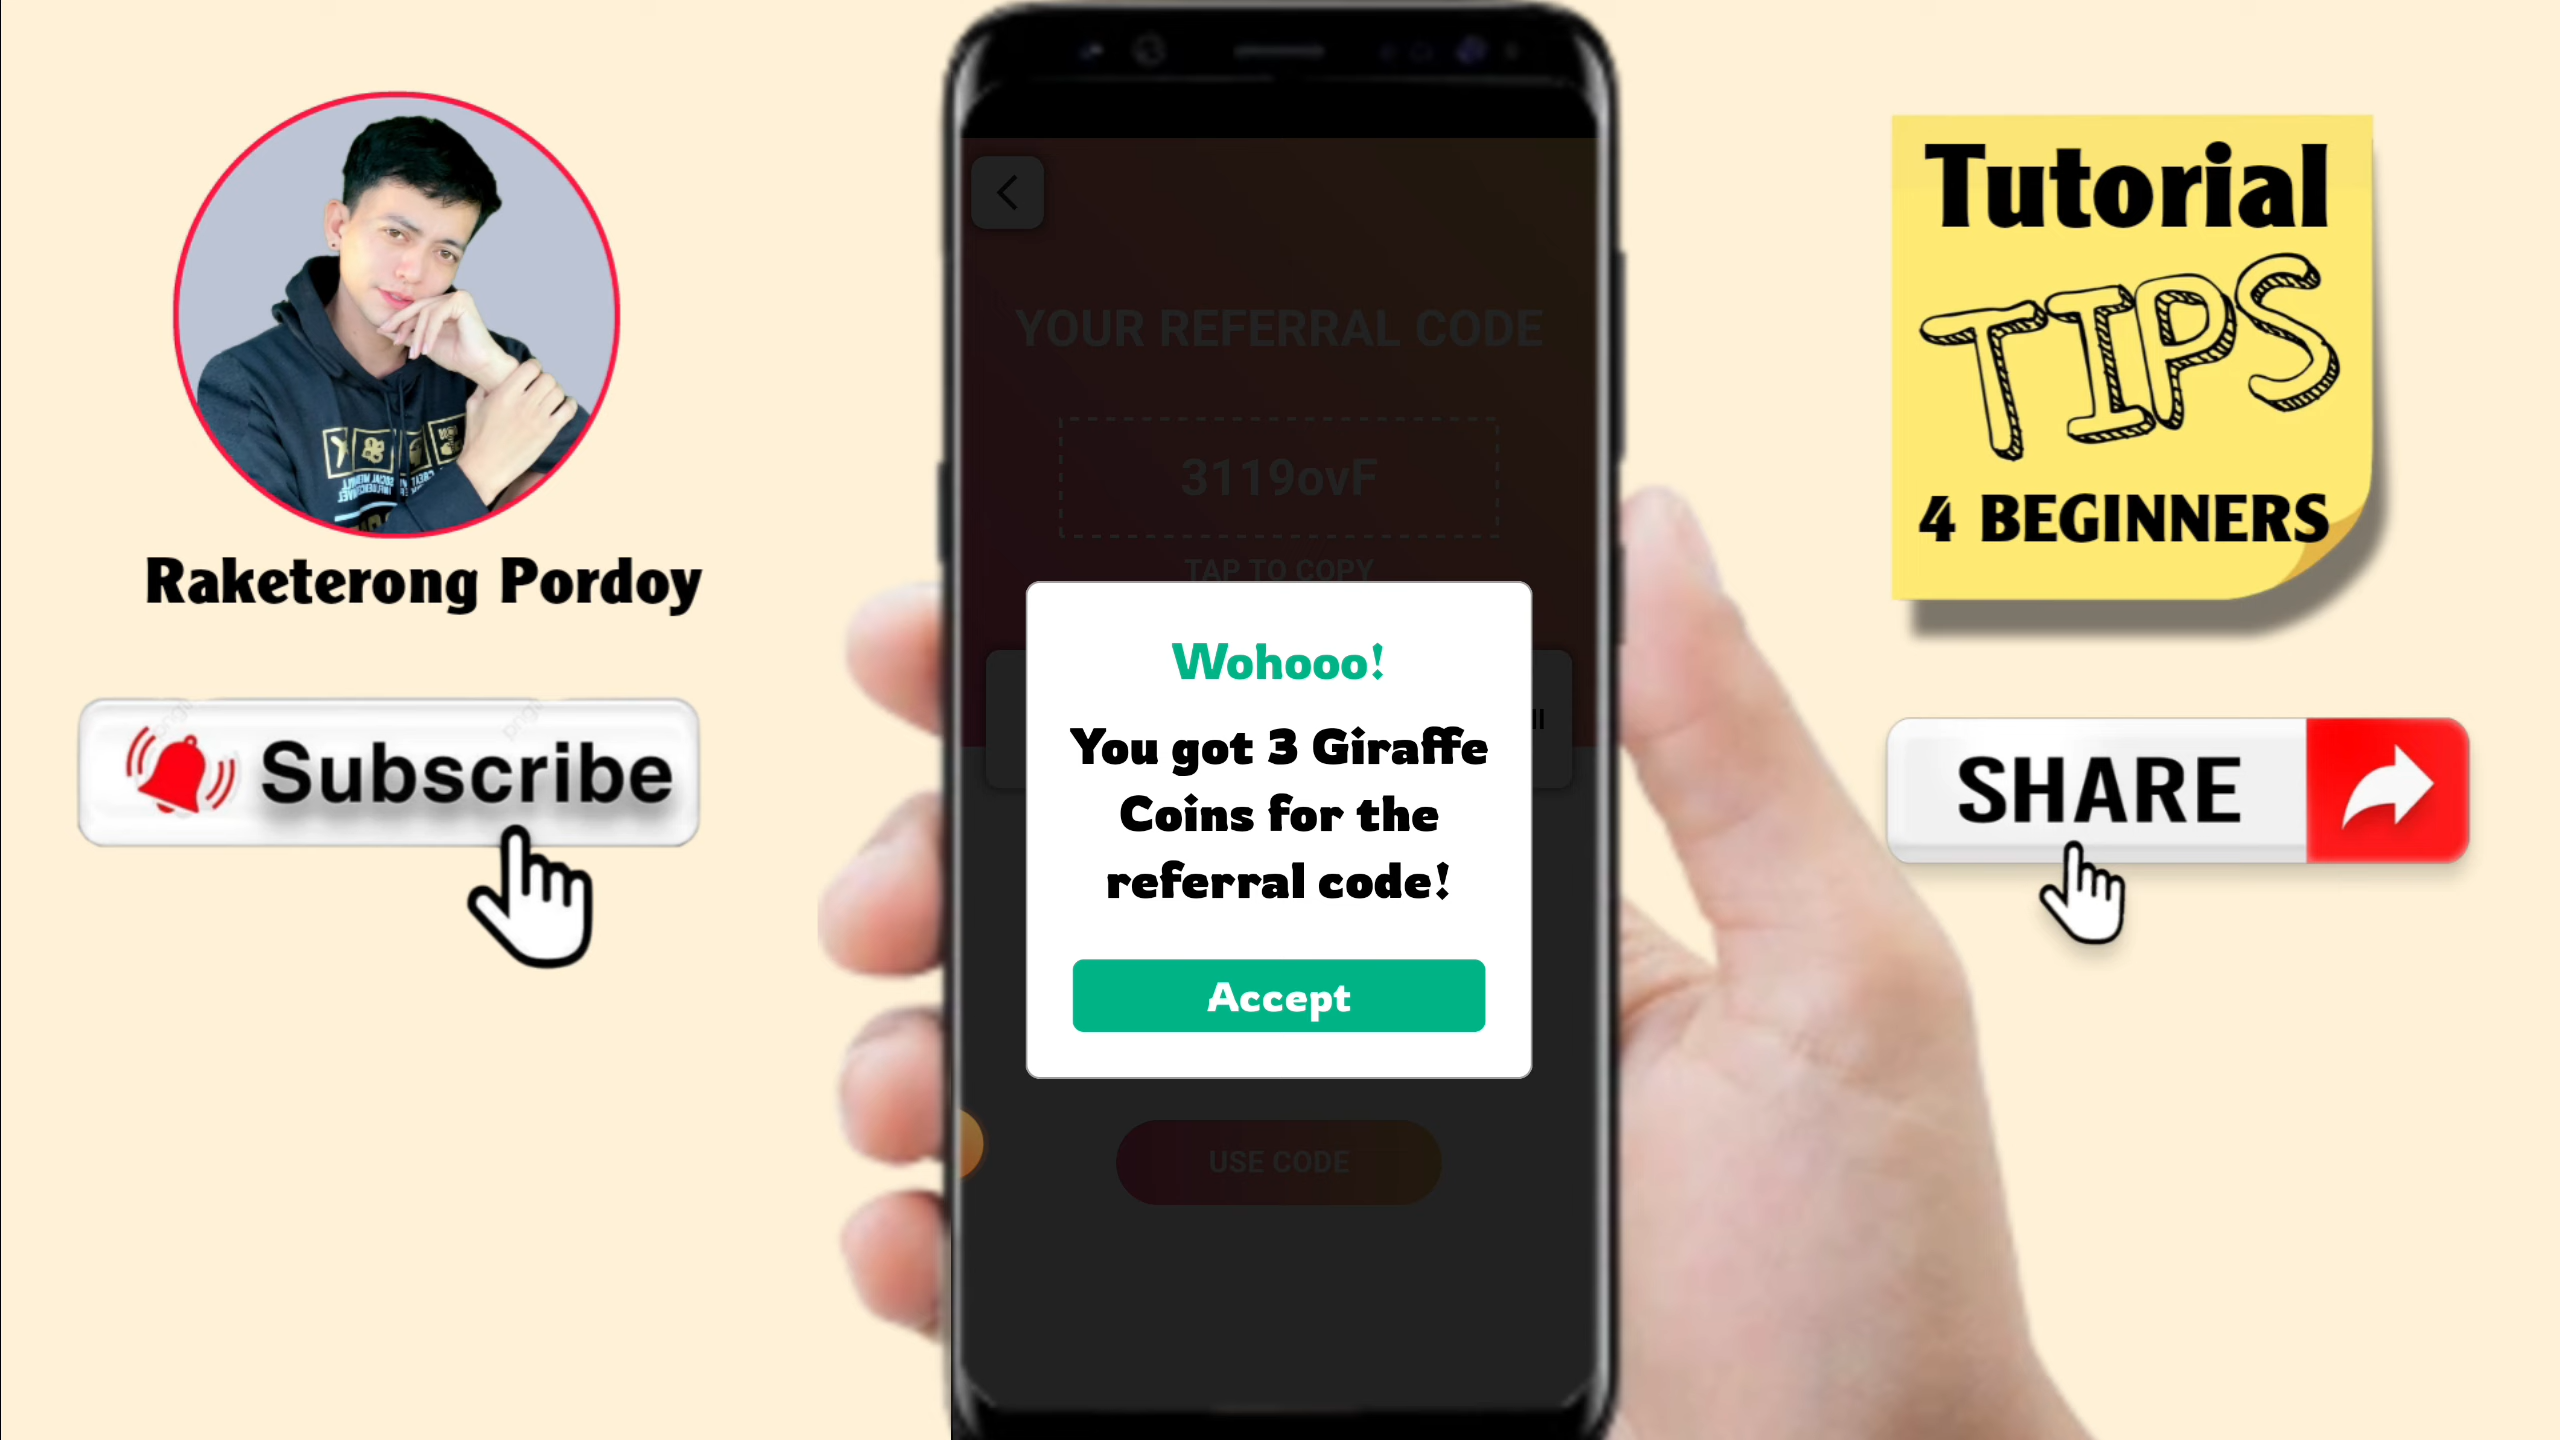 Raketerong Pordoy
Subscribe
YOUR REFERRAL CODE
3119ovF
TAP TO COPY
Wohooo!
You got 3 Giraffe
Coins for the
referral code!
Accept
USE CODE
Tutorial
TIPS
4 BEGINNERS
SHARE